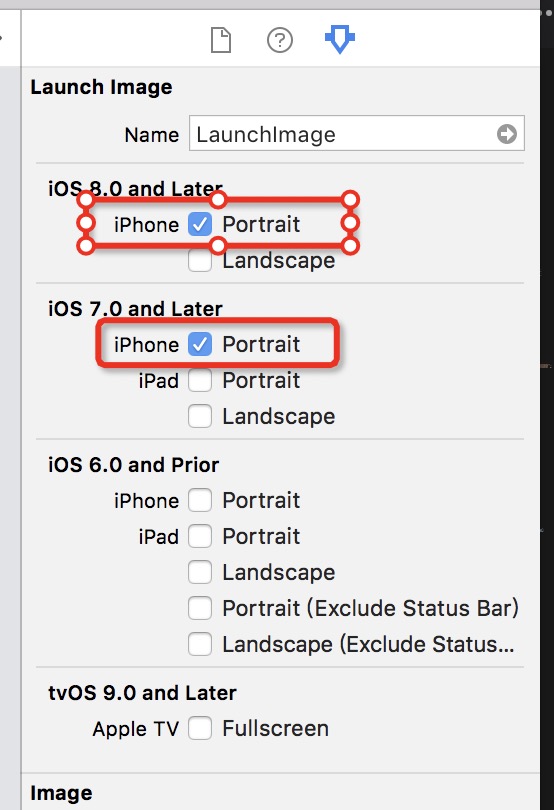 Launch Image
Name LaunchImage
iOS 8.0 and Later
iPhone Portrait
Landscape
iOS 7.0 and Later
iPhone Portrait
iPad Portrait
Landscape
iOS 6.0 and Prior
iPhone Portrait
iPad Portrait
Landscape
Portrait (Exclude Status Bar)
Landscape (Exclude Status...
tvOS 9.0 and Later
Apple TV Fullscreen
Image